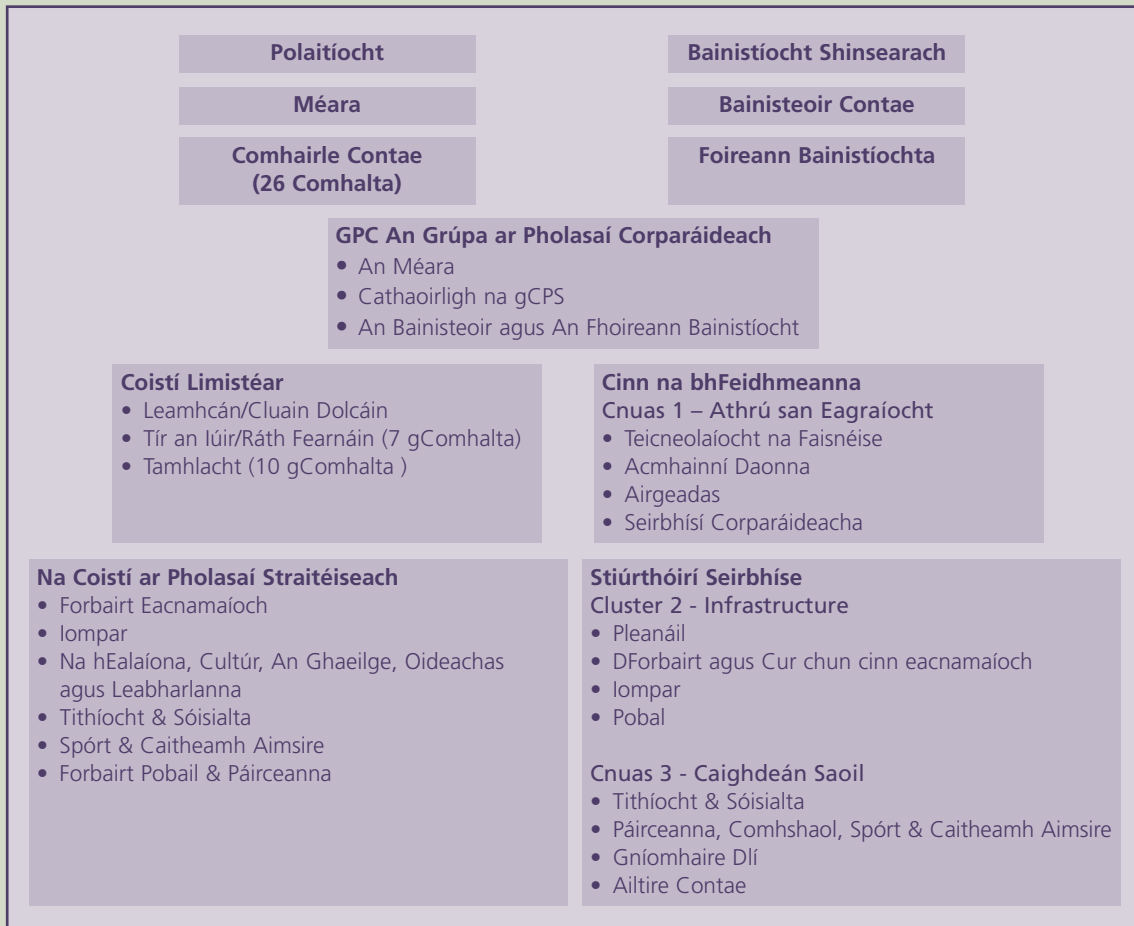 Polaitíocht
Bainistíocht Shinsearach
Méara
Bainisteoir Contae
Comhairle Contae
(26 Comhalta)
Foireann Bainistíochta
GPC An Grúpa ar Pholasaí Corparáideach
• An Méara
• Cathaoirligh na gCPS
• An Bainisteoir agus An Fhoireann Bainistíocht
Coistí Limistéar
• Leamhcán/Cluain Dolcáin
• Tír an Iúir/Ráth Fearnáin (7 gComhalta)
• Tamhlacht (10 gComhalta )
Cinn na bhFeidhmeanna
Cnuas 1 – Athrú san Eagraíocht
• Teicneolaíocht na Faisnéise
• Acmhainní Daonna
• Airgeadas
• Seirbhísí Corparáideacha
Na Coistí ar Pholasaí Straitéiseach
• Forbairt Eacnamaíoch
• Iompar
• Na hEalaíona, Cultúr, An Ghaeilge, Oideachas
agus Leabharlanna
• Tithíocht & Sóisialta
• Spórt & Caitheamh Aimsire
• Forbairt Pobail & Páirceanna
Stiúrthóirí Seirbhíse
Cluster 2 - Infrastructure
• Pleanáil
• DForbairt agus Cur chun cinn eacnamaíoch
• Iompar
• Pobal
Cnuas 3 - Caighdeán Saoil
• Tithíocht & Sóisialta
• Páirceanna, Comhshaol, Spórt & Caitheamh Aimsire
• Gníomhaire Dlí
• Ailtire Contae